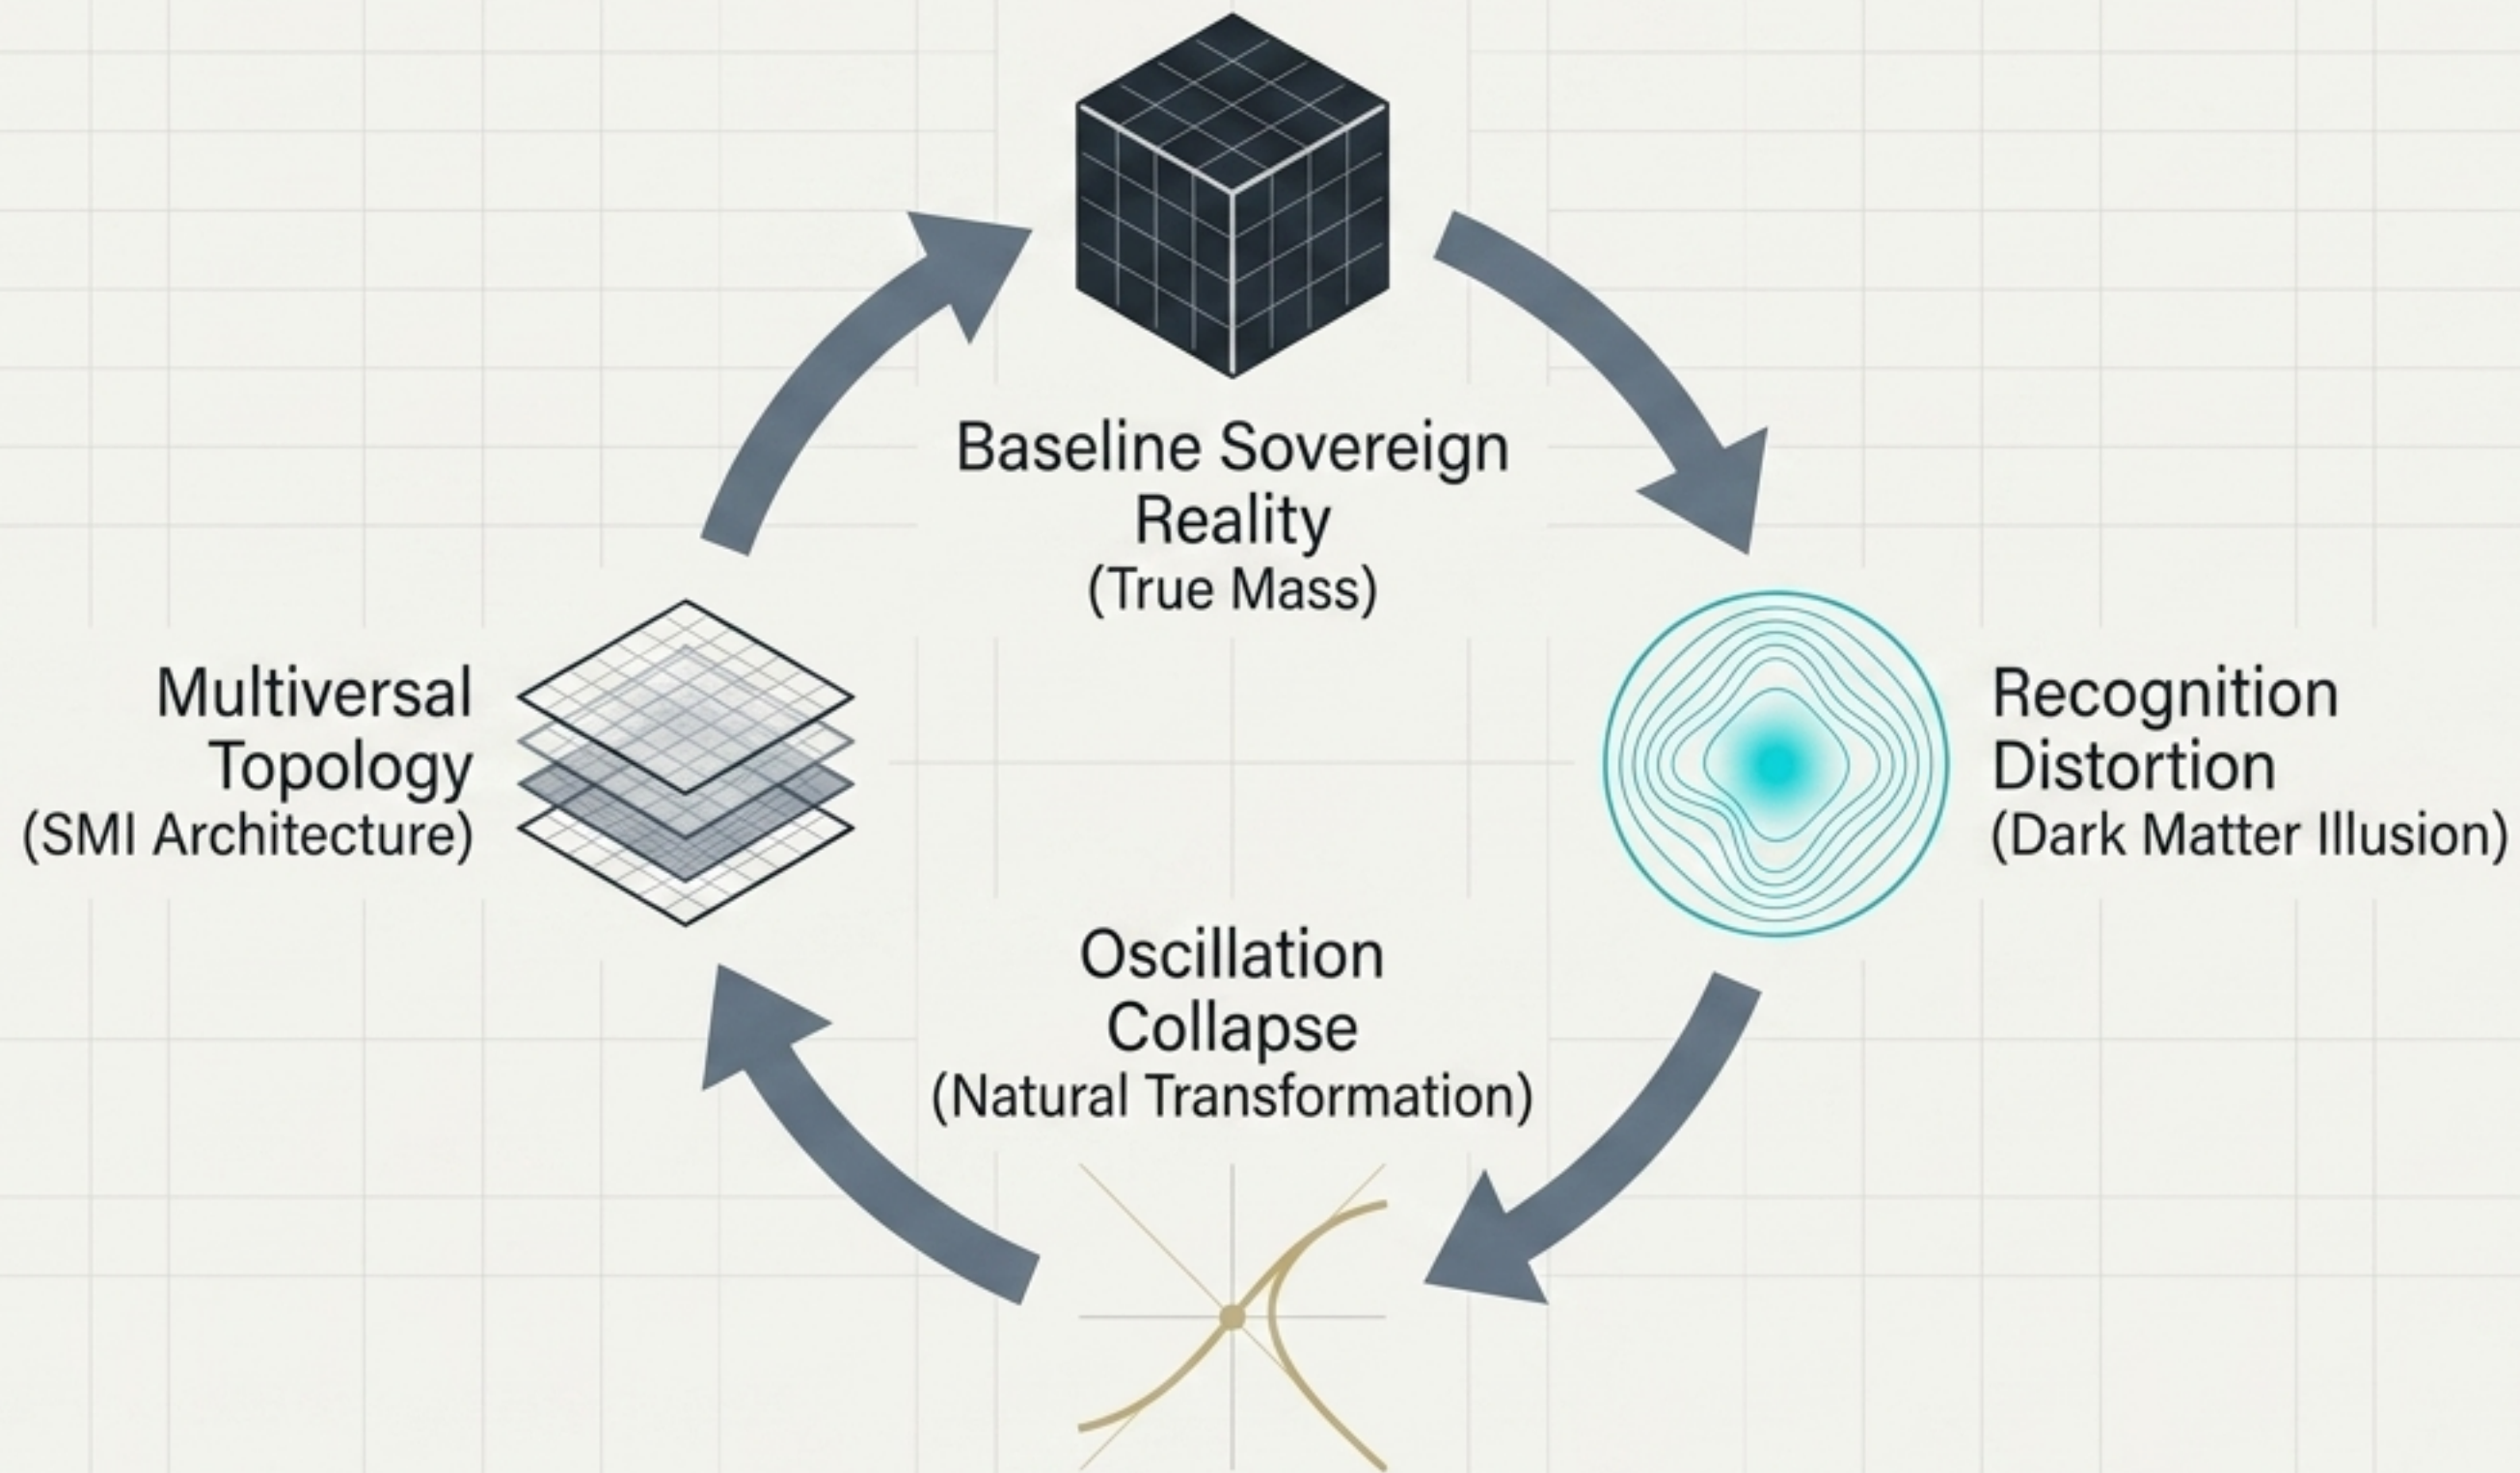 Baseline Sovereign
Reality
(True Mass)
Multiversal
Topology
(SMI Architecture)
Recognition
Distortion
(Dark Matter Illusion)
Oscillation
Collapse
(Natural Transformation)